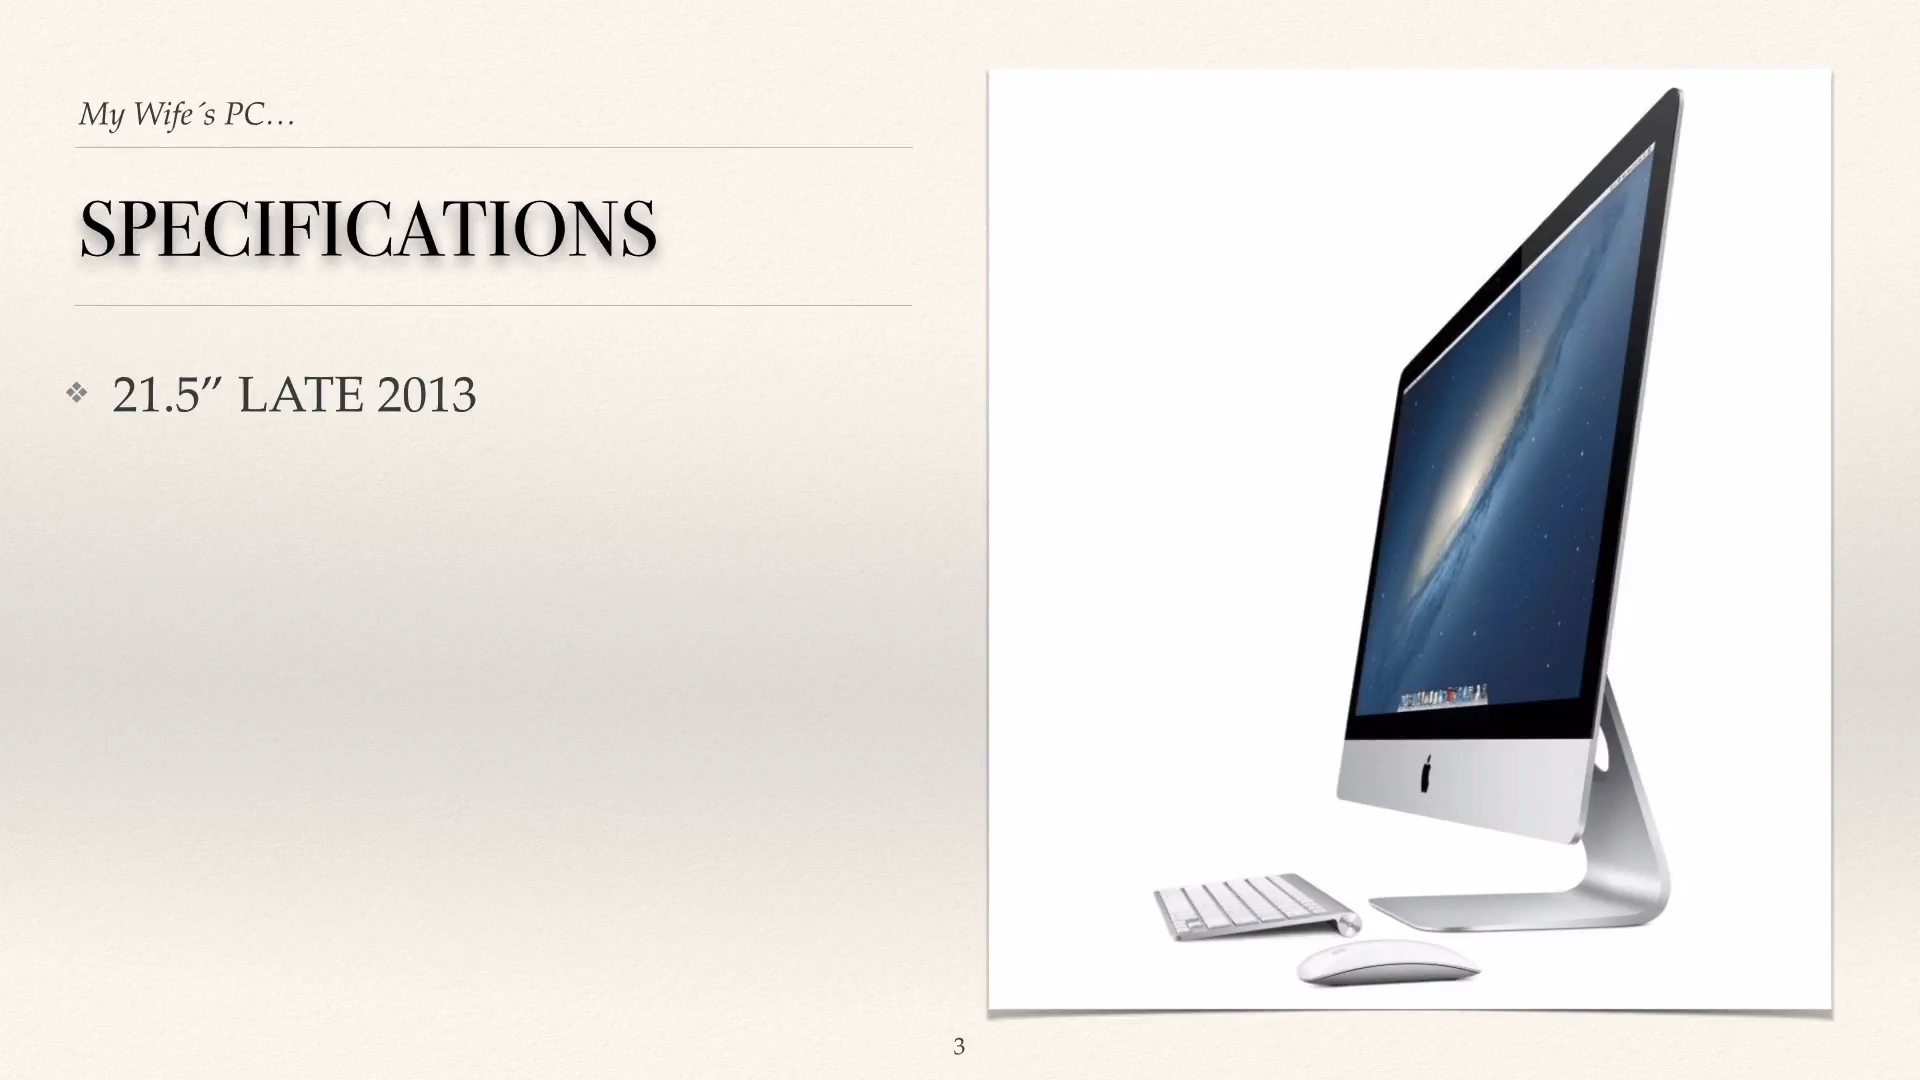 My Wife´s PC…
SPECIFICATIONS
❖ 21.5” LATE 2013
3